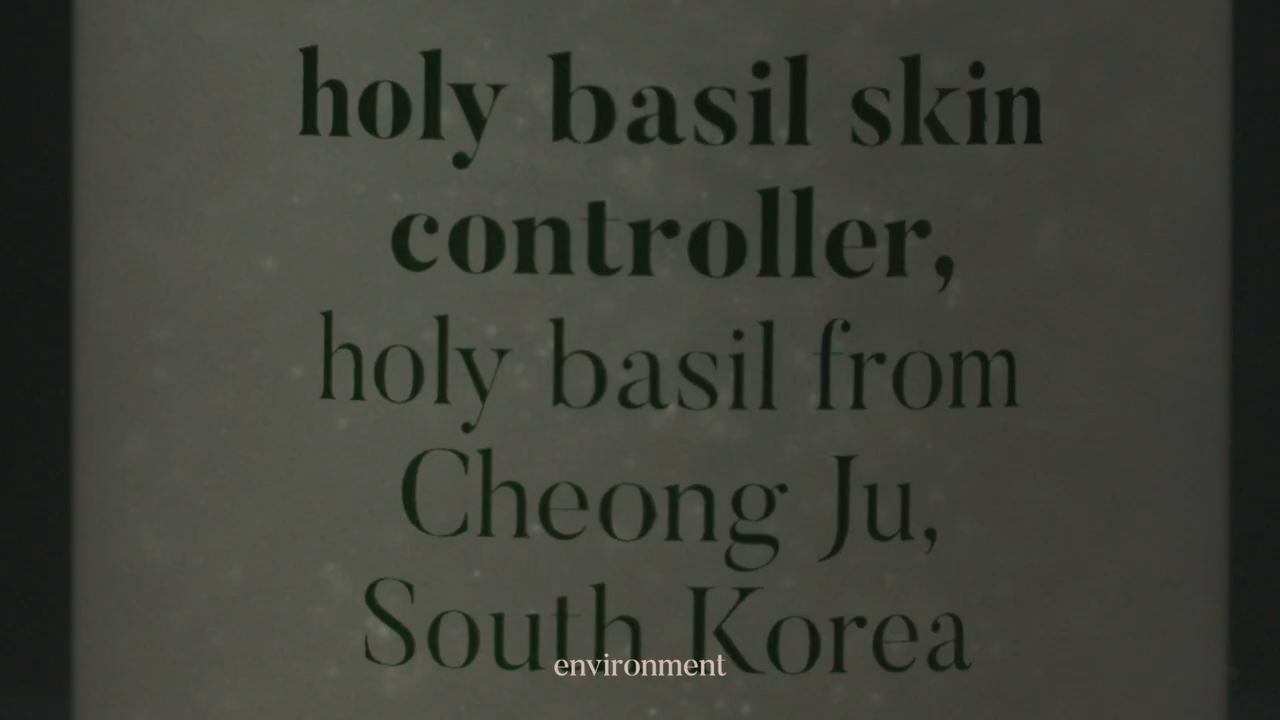 holy basil skin
controller,
holy basil from
Cheong Ju,
South Korea
environment